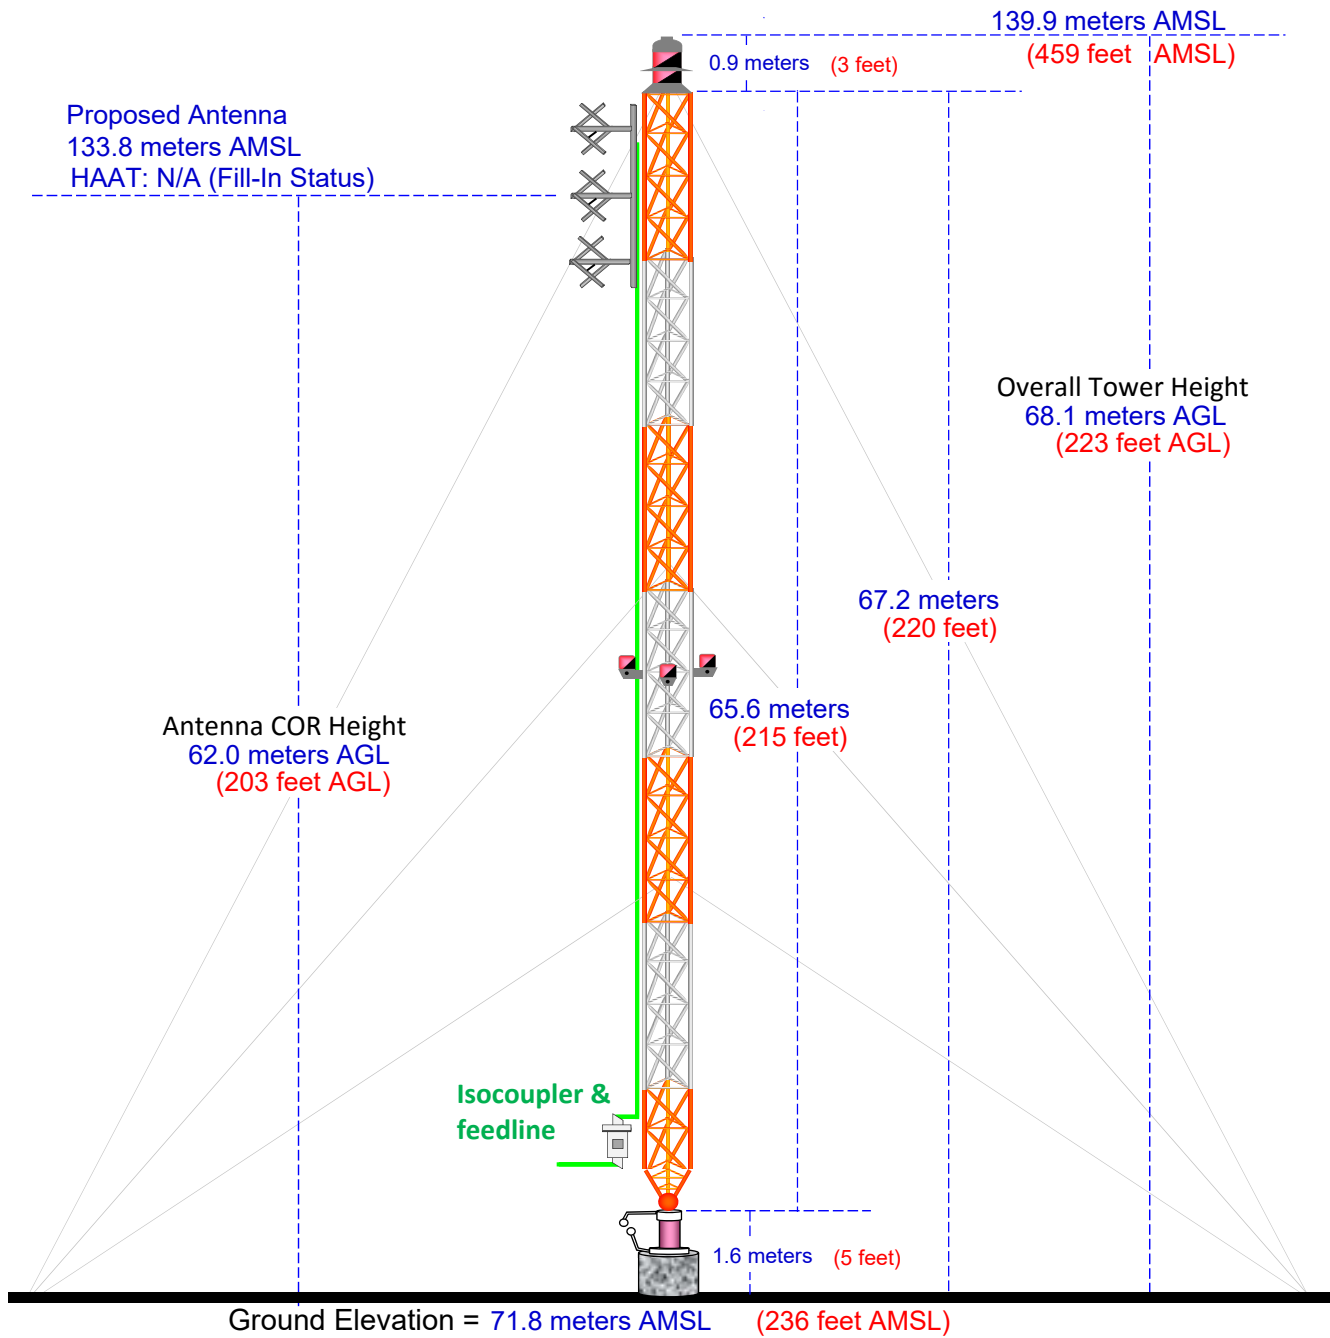 139.9 meters AMSL
(459 feet AMSL)
0.9 meters (3 feet)
Proposed Antenna
133.8 meters AMSL
HAAT: N/A (Fill-In Status)
Overall Tower Height
68.1 meters AGL
(223 feet AGL)
67.2 meters
(220 feet)
65.6 meters
(215 feet)
Antenna COR Height
62.0 meters AGL
(203 feet AGL)
Isocoupler &
feedline
1.6 meters (5 feet)
Ground Elevation = 71.8 meters AMSL (236 feet AMSL)